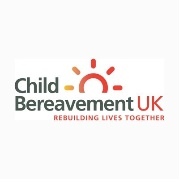 Child
Bereavement UK
REBUILDING LIVES TOGETHER